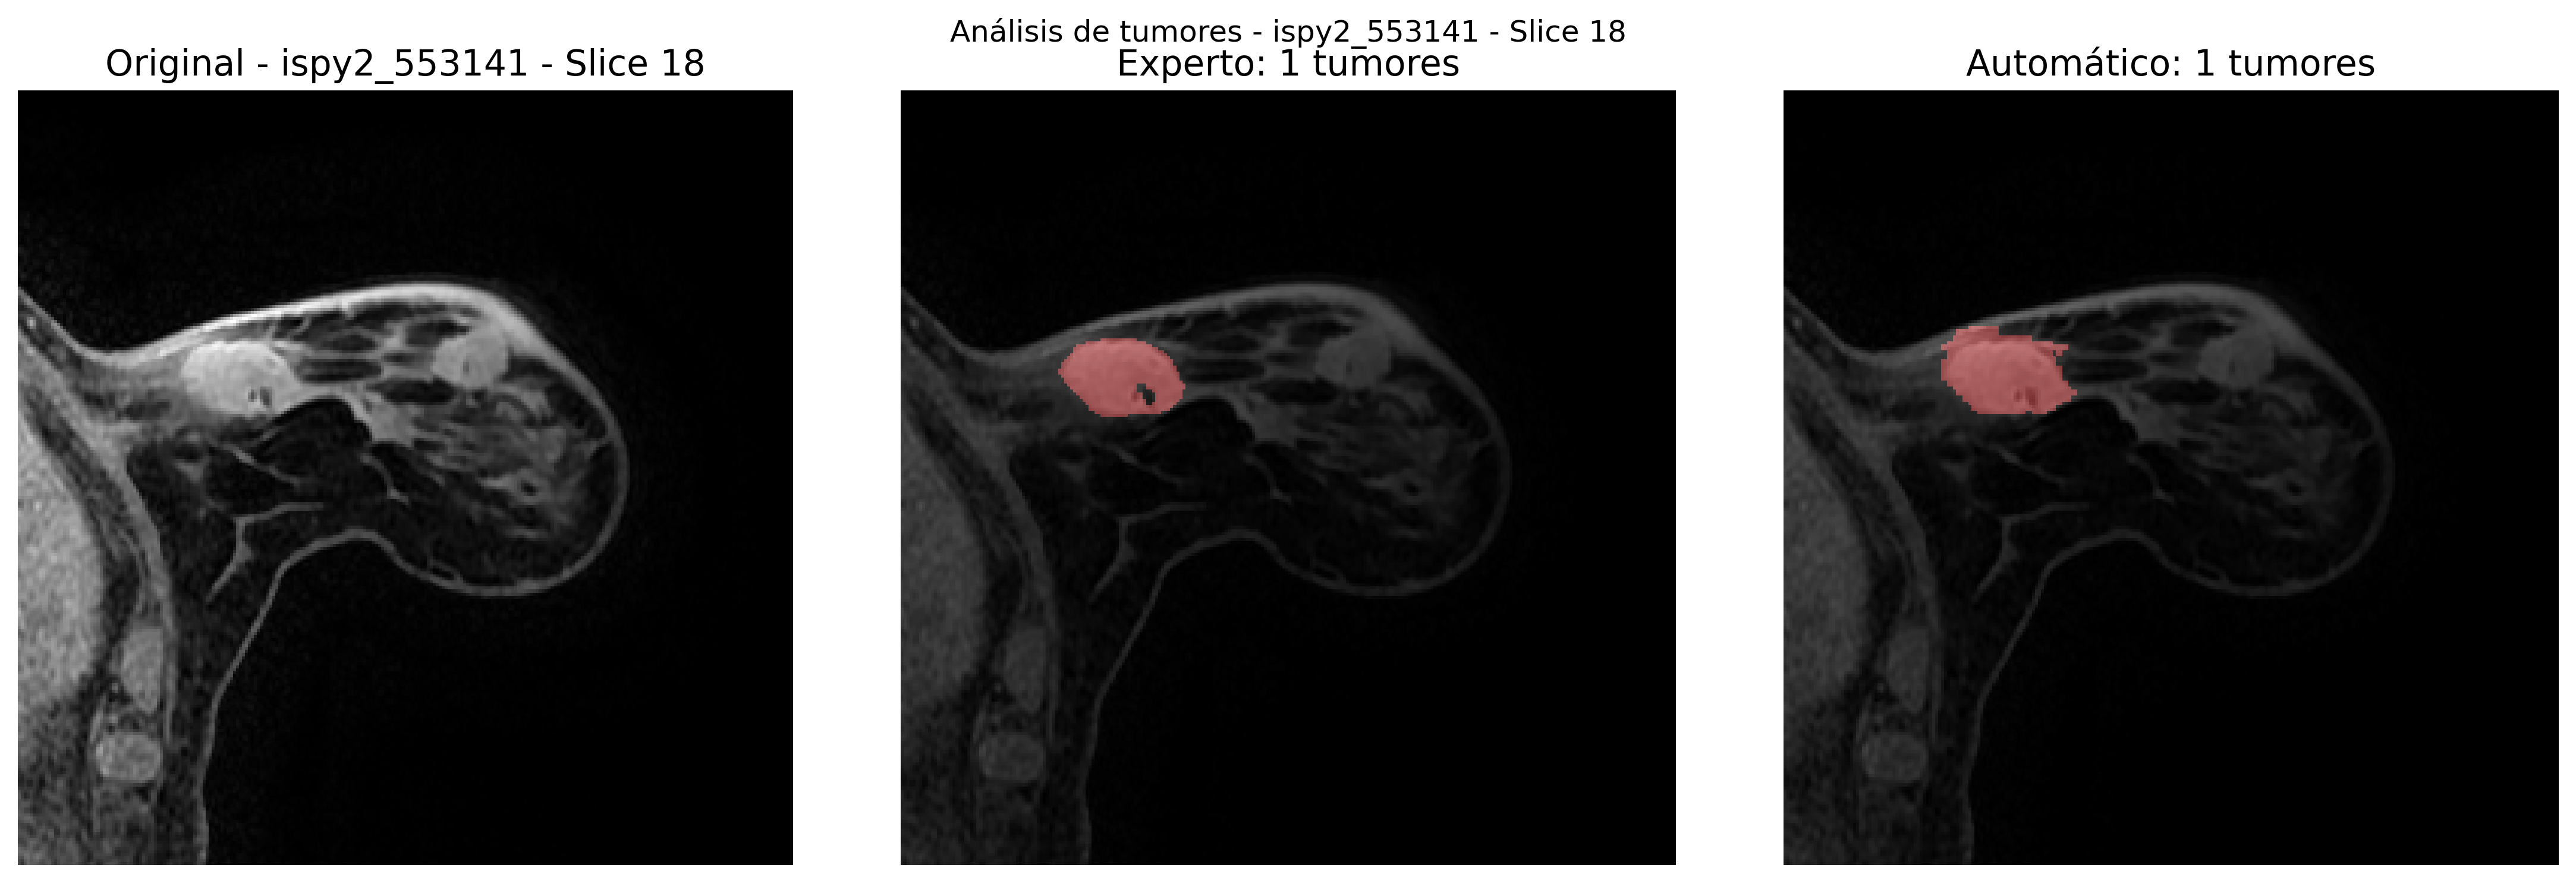 Análisis de tumores - ispy2_553141 - Slice 18
Original - ispy2_553141 - Slice 18
Experto: 1 tumores
Automático: 1 tumores